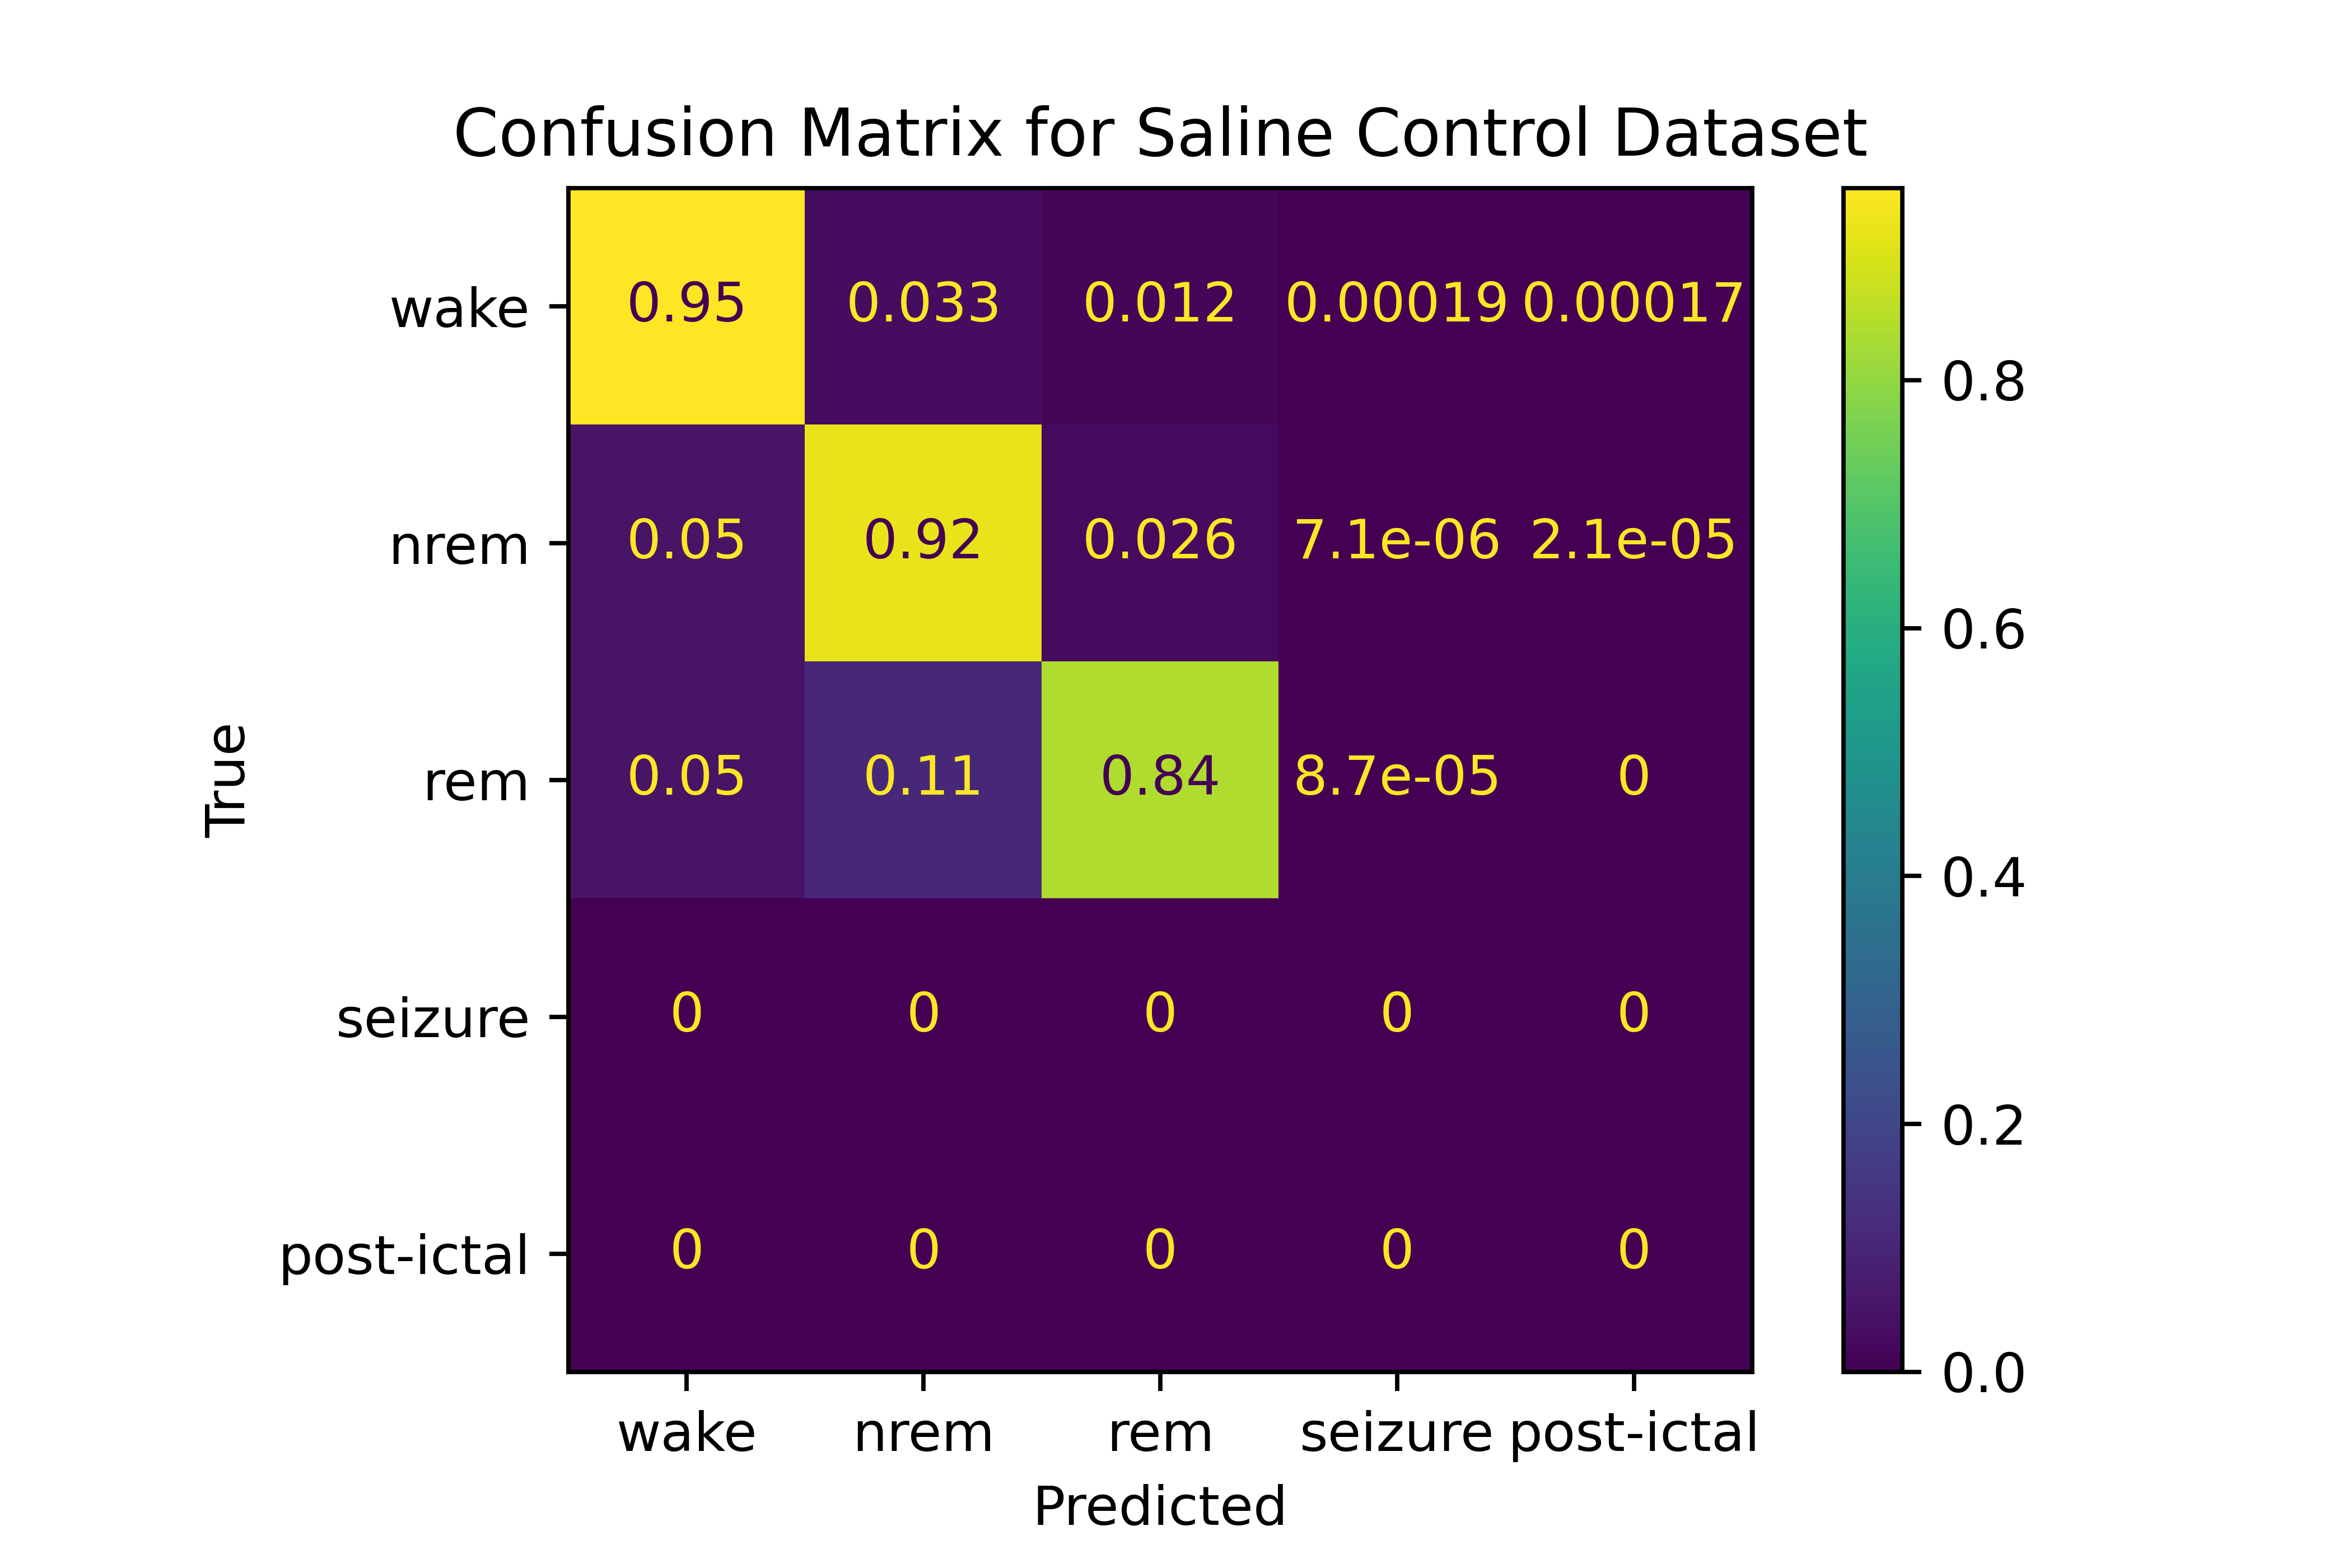 Confusion Matrix for Saline Control Dataset
wake 0.95 0.033 0.012 0.00019 0.00017
nrem 0.05 0.92 0.026 7.1e-06 2.1e-05
rem 0.05 0.11 0.84 8.7e-05 0
seizure 0 0 0 0 0
post-ictal 0 0 0 0 0
wake nrem rem seizure post-ictal
Predicted
True
0.8
0.6
0.4
0.2
0.0